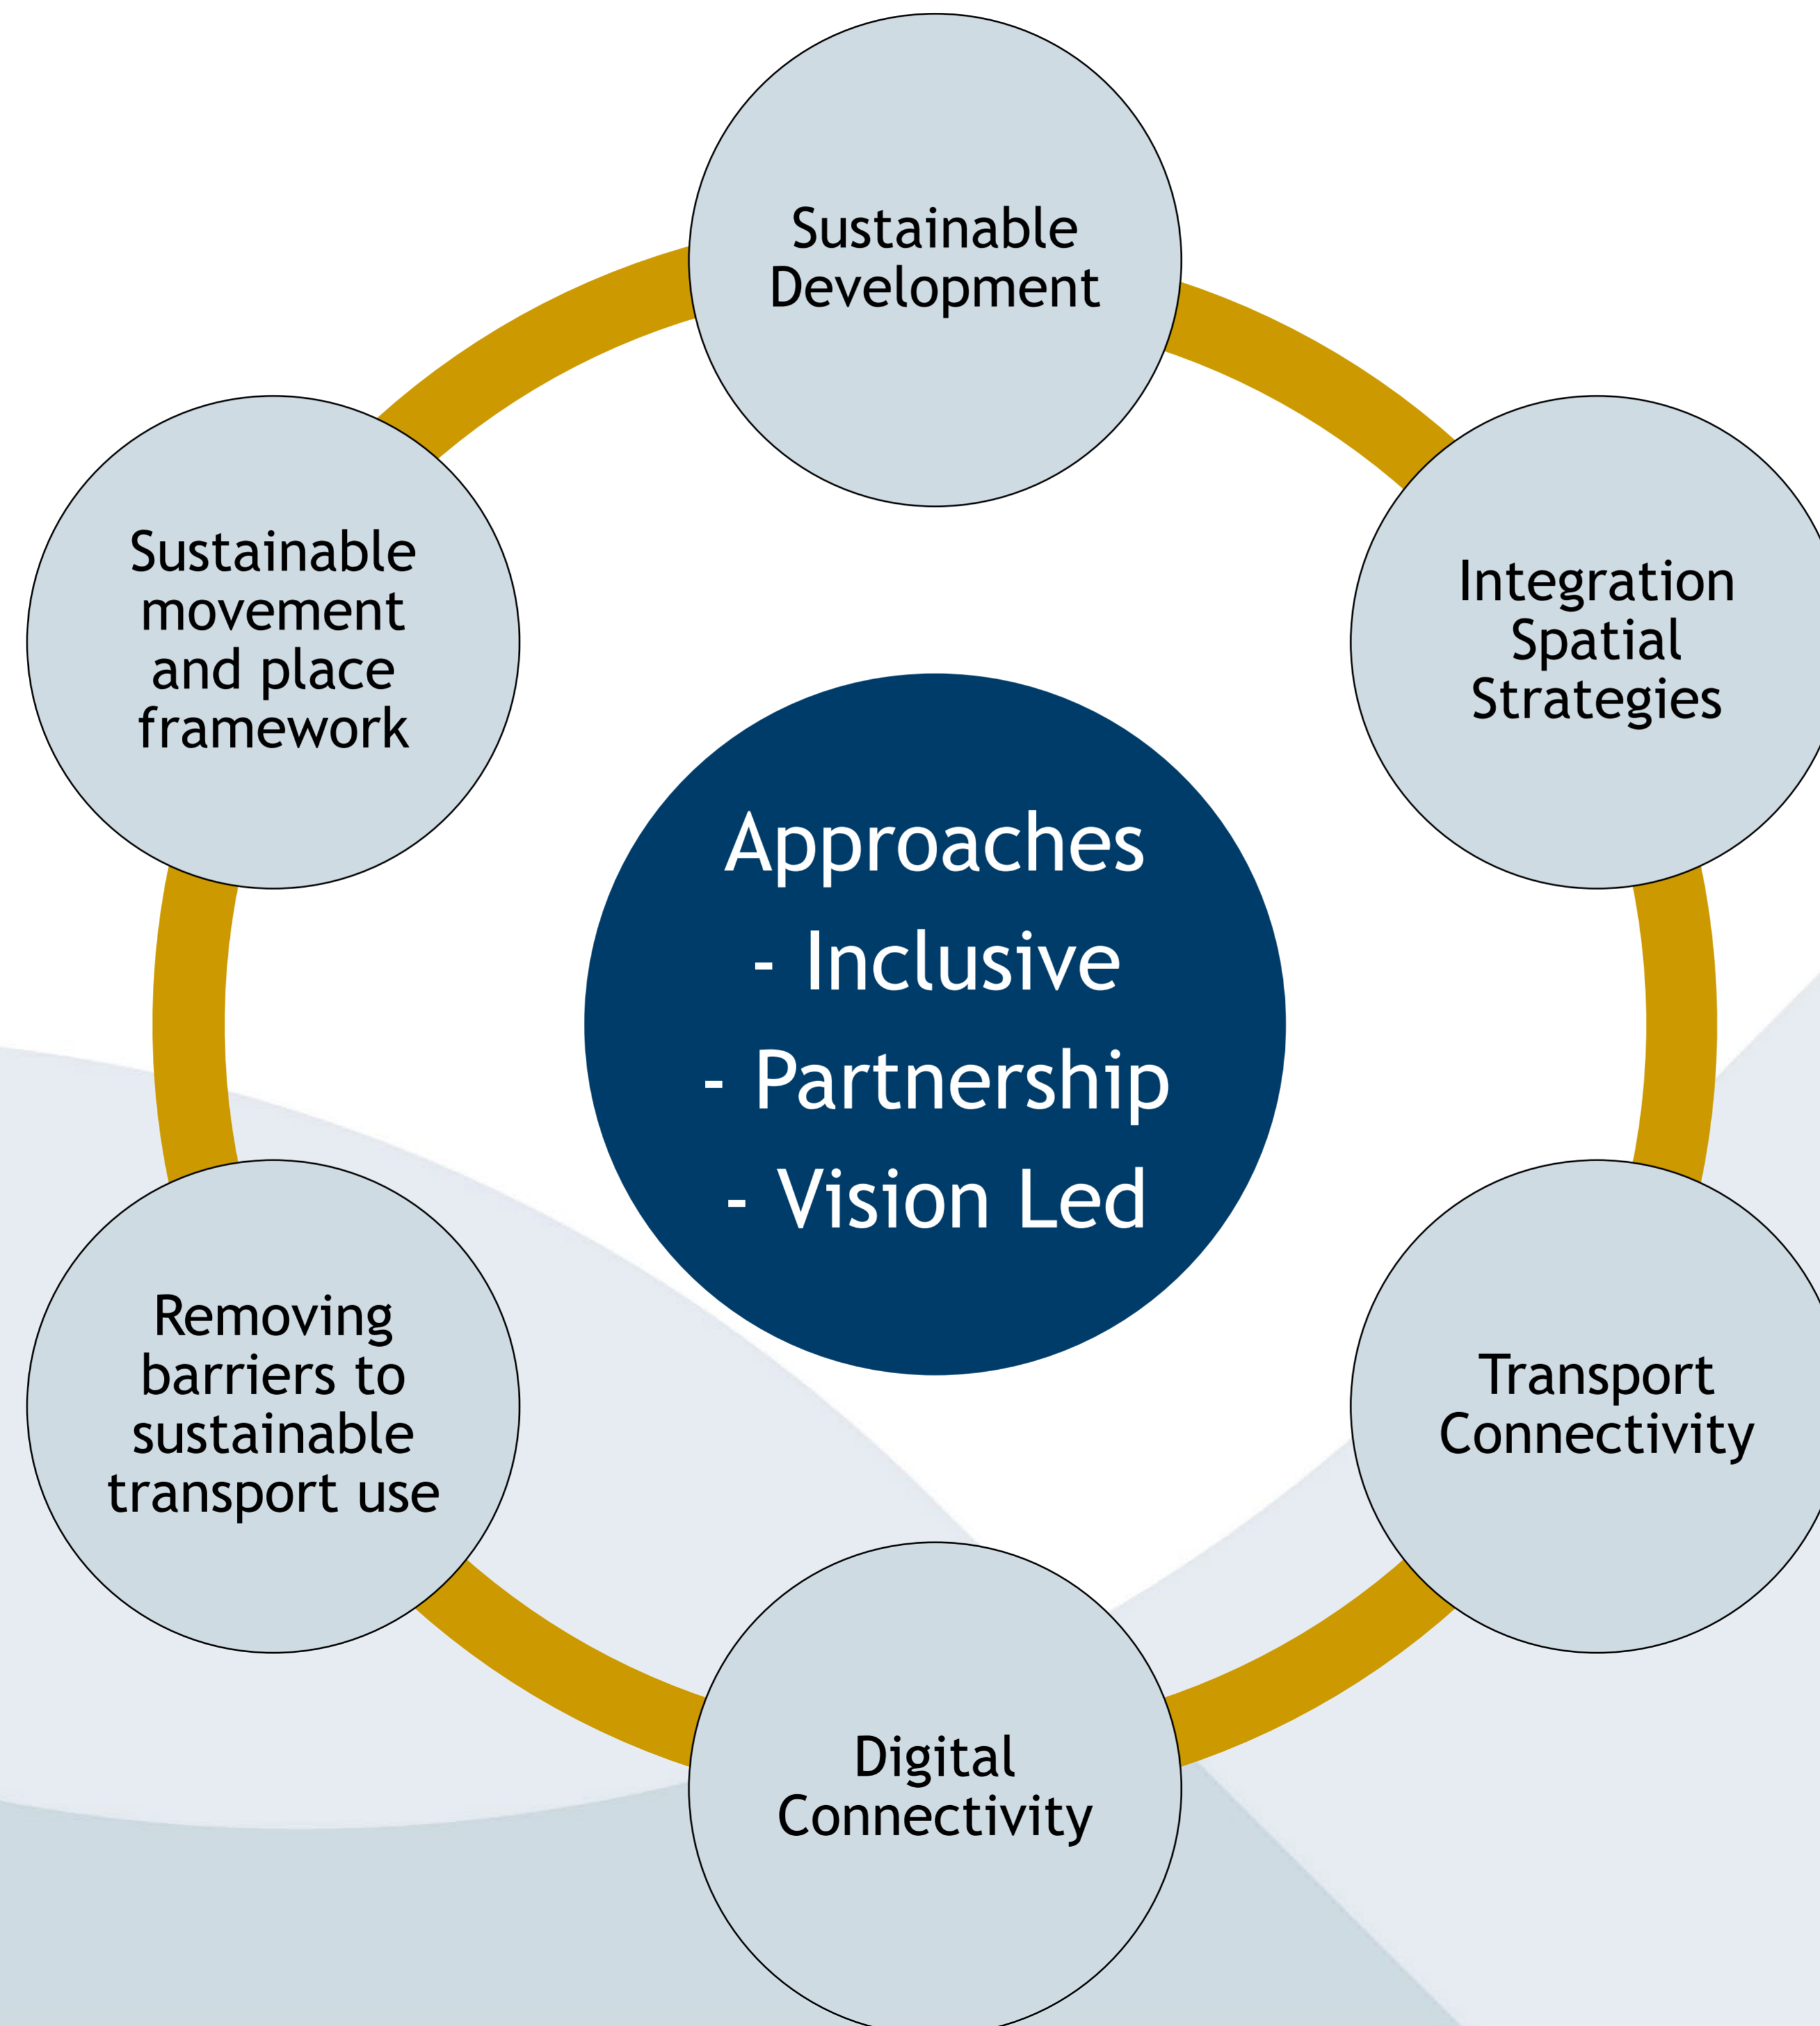 Sustainable
Development
Integration
Spatial
Strategies
Transport
Connectivity
Digital
Connectivity
Removing
barriers to
sustainable
transport use
Sustainable
movement
and place
framework
Approaches
- Inclusive
- Partnership
- Vision Led